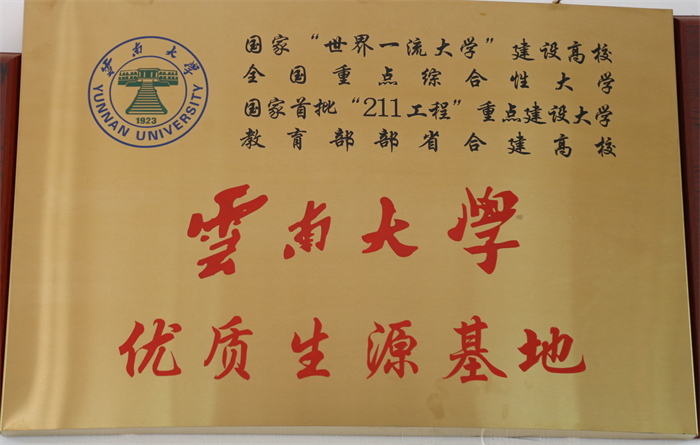 雲南大學
YUNNAN UNIVERSITY
1923
国家“世界一流大学”建设高校
全国重点综合性大学
国家首批“211工程”重点建设大学
教育部部省合建高校
雲南大學
优质生源基地